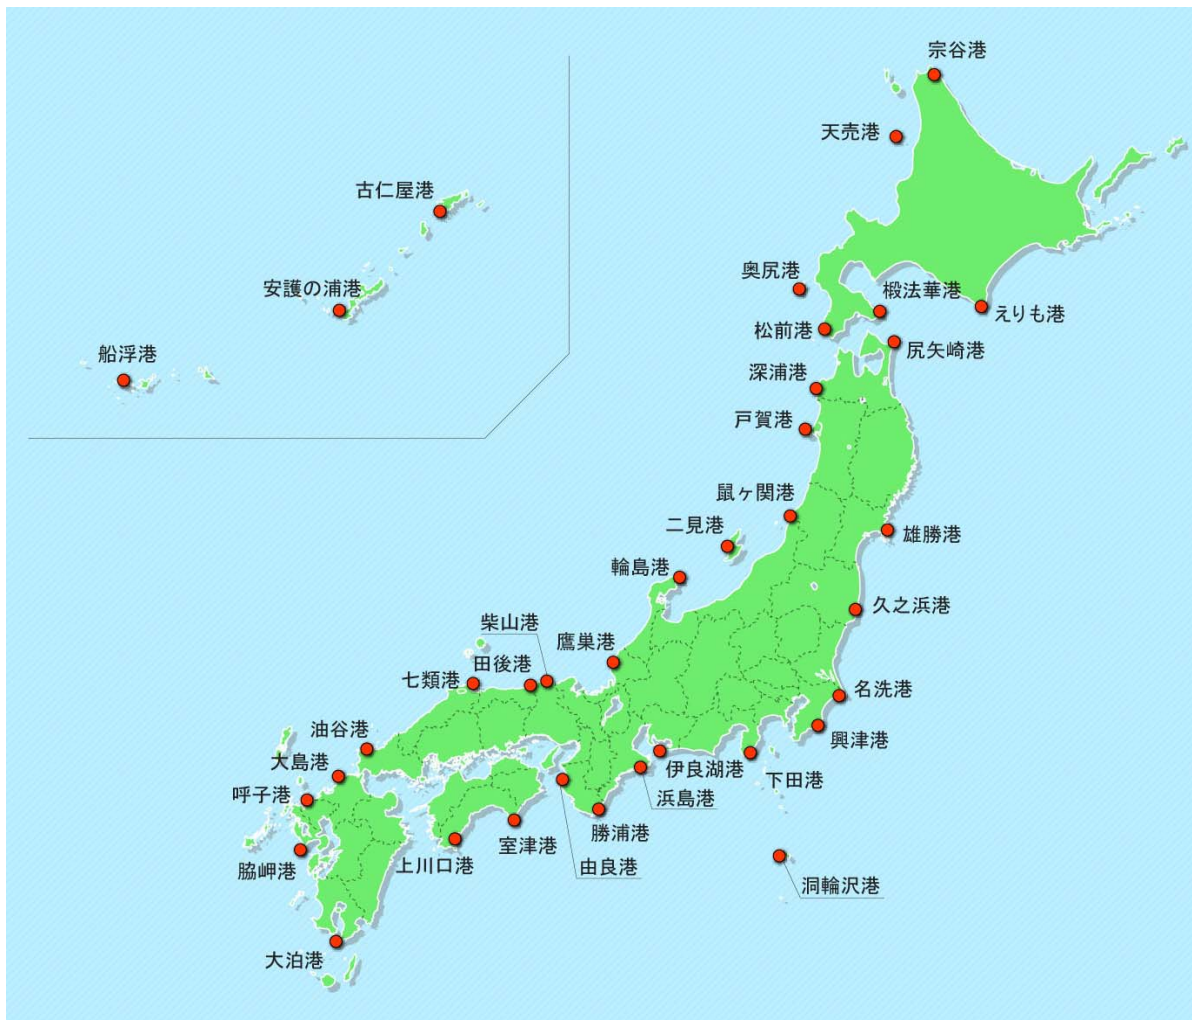 宗谷港
天売港
古仁屋港
奥尻港
安護の浦港
椴法華港
えりも港
松前港
尻矢崎港
船浮港
深浦港
戸賀港
鼠ヶ関港
二見港
雄勝港
輪島港
久之浜港
柴山港
鷹巣港
田後港
七類港
名洗港
油谷港
興津港
大島港
伊良湖港
下田港
呼子港
浜島港
勝浦港
室津港
脇岬港
上川口港
由良港
洞輪沢港
大泊港